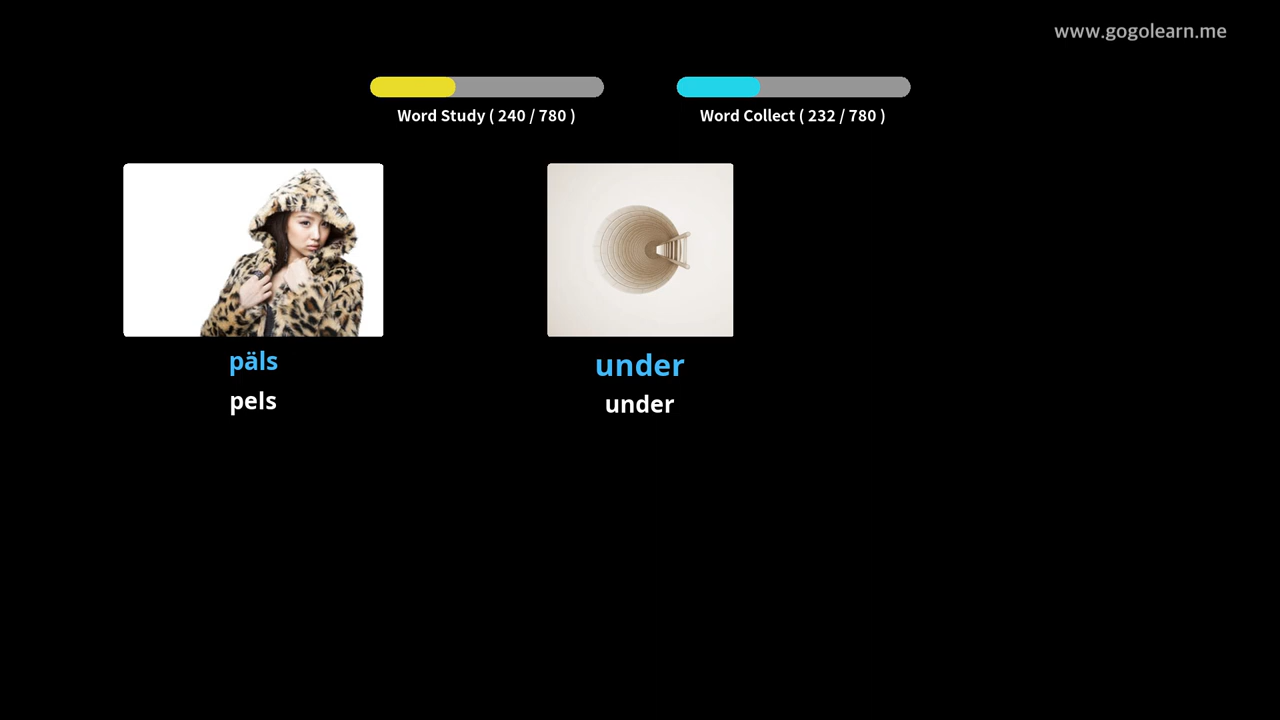 www.gogolearn.me
Word Study ( 240 / 780 )
Word Collect ( 232 / 780 )
päls
pels
under
under